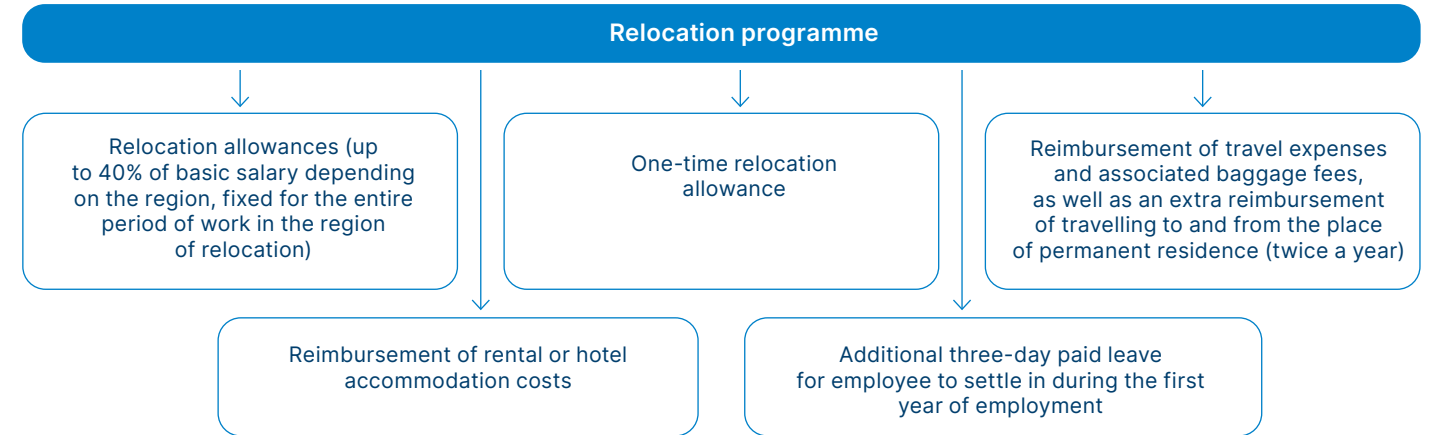 Relocation programme
Relocation allowances (up
to 40% of basic salary depending
on the region, fixed for the entire
period of work in the region
of relocation)
One-time relocation
allowance
Reimbursement of travel expenses
and associated baggage fees,
as well as an extra reimbursement
of travelling to and from the place
of permanent residence (twice a year)
Reimbursement of rental or hotel
accommodation costs
Additional three-day paid leave
for employee to settle in during the first
year of employment